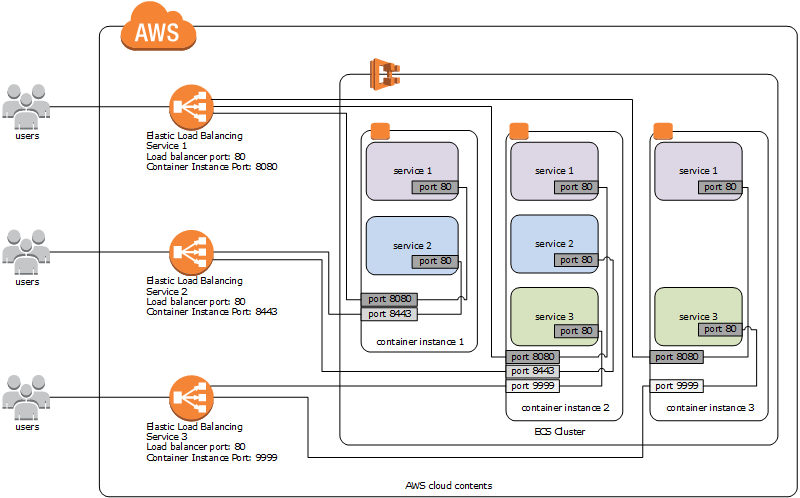 AWS
users
Elastic Load Balancing
Service 1
Load balancer port: 80
Container Instance Port: 8080
users
Elastic Load Balancing
Service 2
Load balancer port: 80
Container Instance Port: 8443
users
Elastic Load Balancing
Service 3
Load balancer port: 80
Container Instance Port: 9999
service 1
port 80
service 2
port 80
port 8080
port 8443
container instance 1
service 1
port 80
service 2
port 80
service 3
port 80
port 8080
port 8443
port 9999
container instance 2
service 1
port 80
service 3
port 80
port 8080
port 9999
container instance 3
ECS Cluster
AWS cloud contents